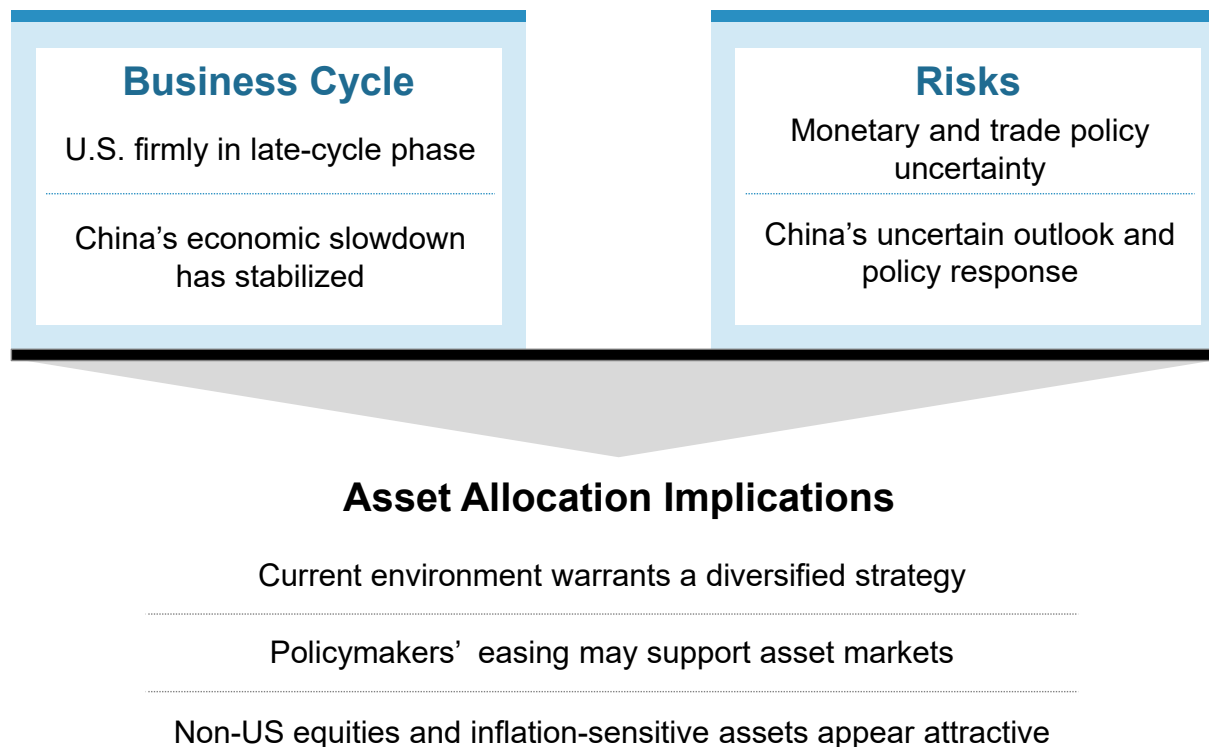 Business Cycle
U.S. firmly in late-cycle phase
China’s economic slowdown
has stabilized
Risks
Monetary and trade policy
uncertainty
China’s uncertain outlook and
policy response
Asset Allocation Implications
Current environment warrants a diversified strategy
Policymakers’  easing may support asset markets
Non-US equities and inflation-sensitive assets appear attractive